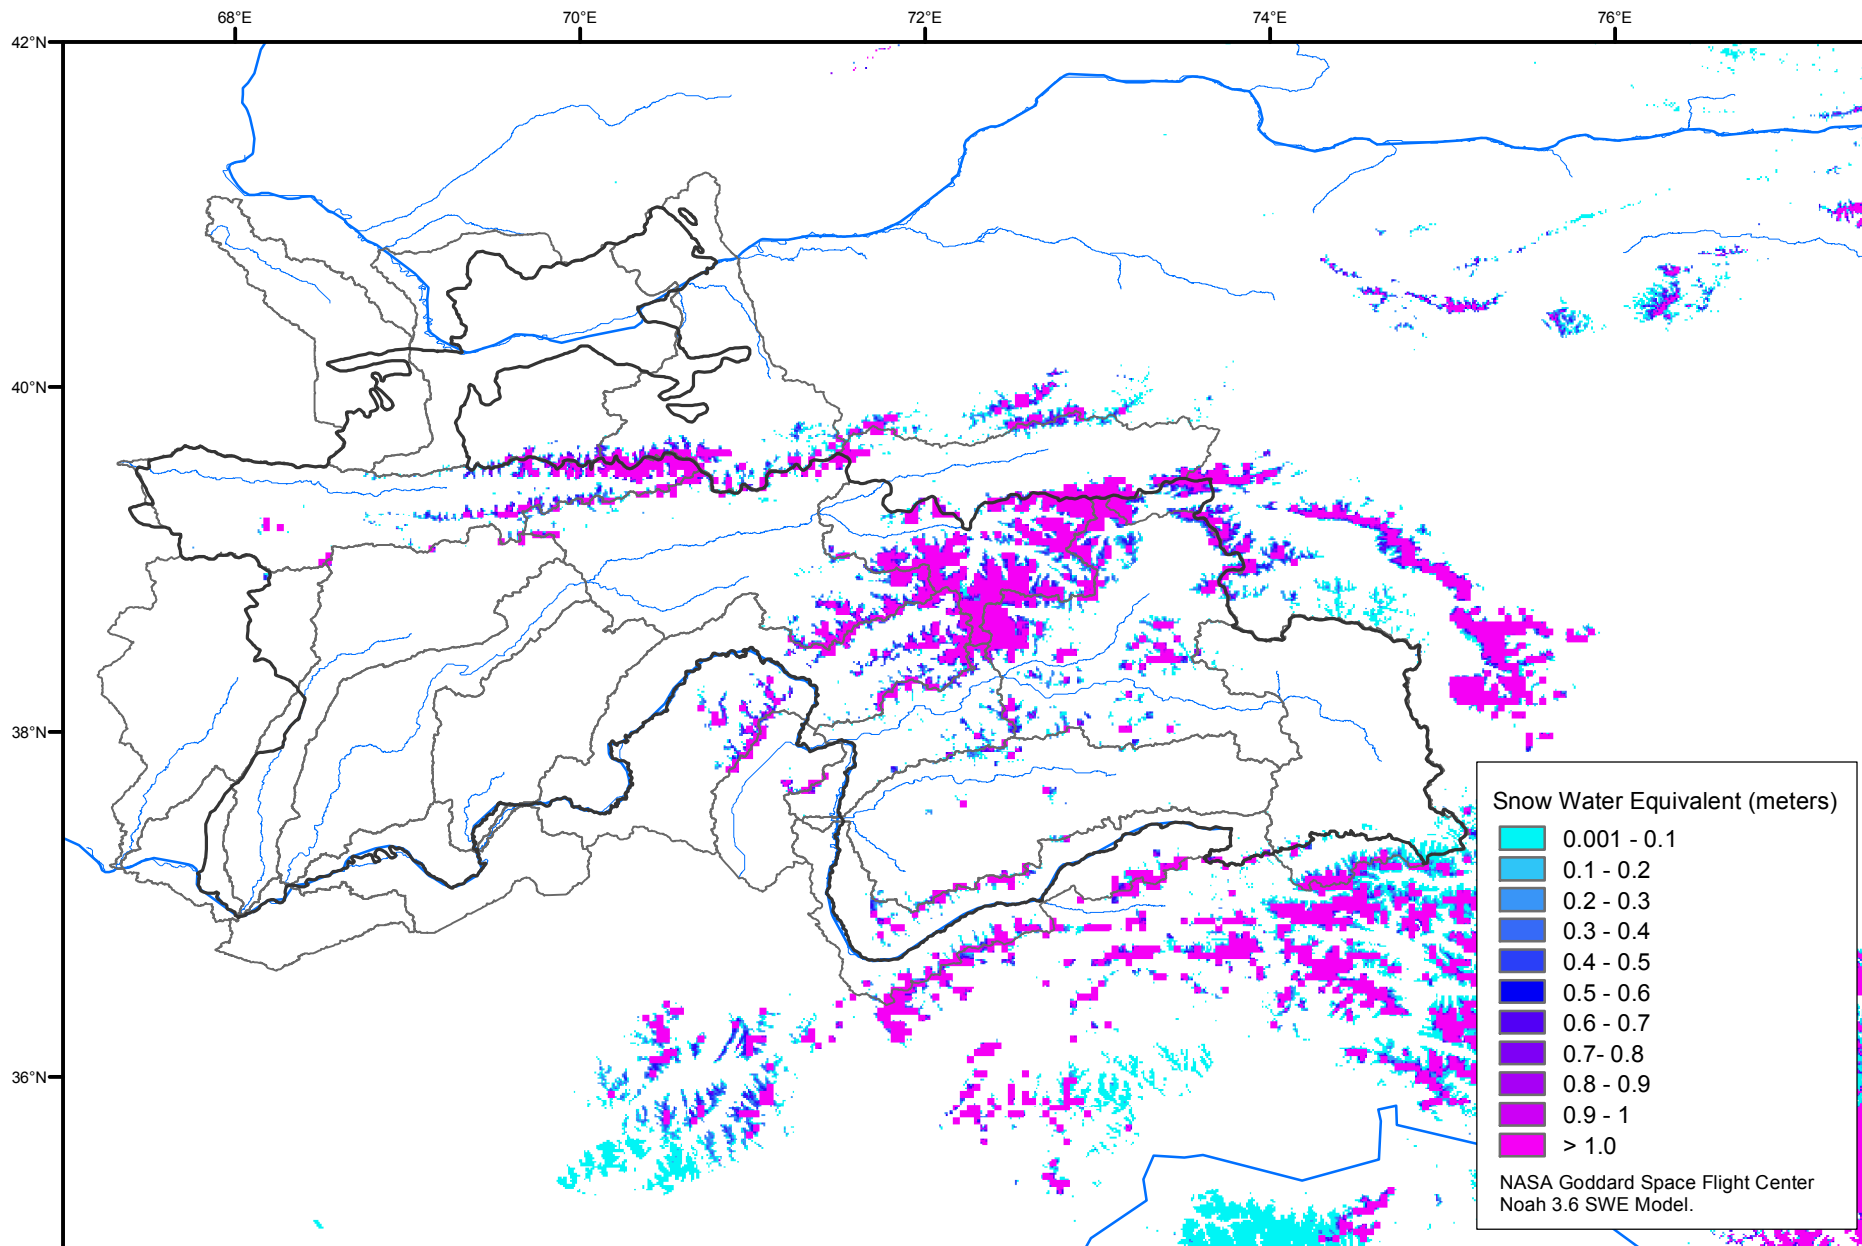 68°E 70°E 72°E 74°E 76°E
42°N
40°N
38°N
36°N
Snow Water Equivalent (meters)
0.001 - 0.1
0.1 - 0.2
0.2 - 0.3
0.3 - 0.4
0.4 - 0.5
0.5 - 0.6
0.6 - 0.7
0.7- 0.8
0.8 - 0.9
0.9 - 1
> 1.0
NASA Goddard Space Flight Center
Noah 3.6 SWE Model.